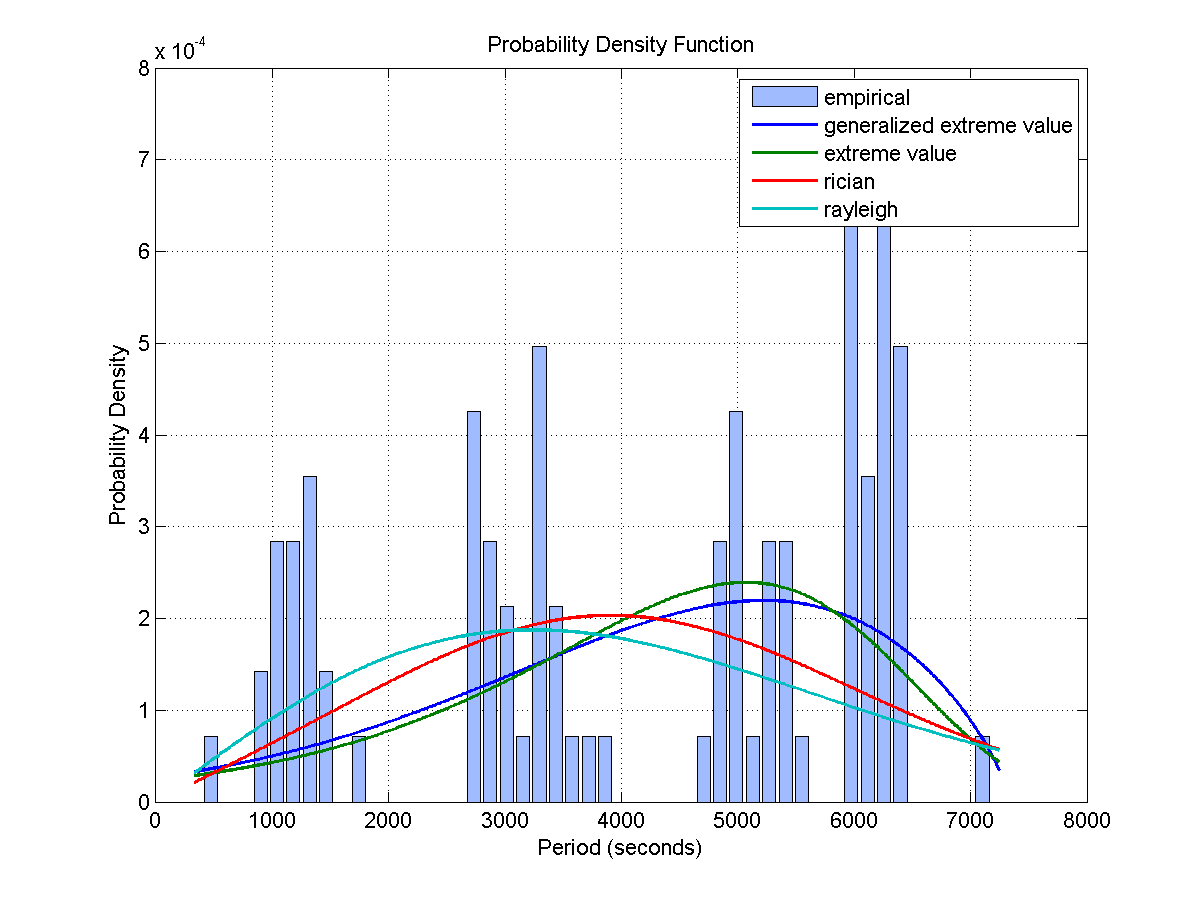 Probability Density Function
x 10^-4
8
7
6
5
4
3
2
1
0
Probability Density
empirical
generalized extreme value
extreme value
rician
rayleigh
0 1000 2000 3000 4000 5000 6000 7000 8000
Period (seconds)